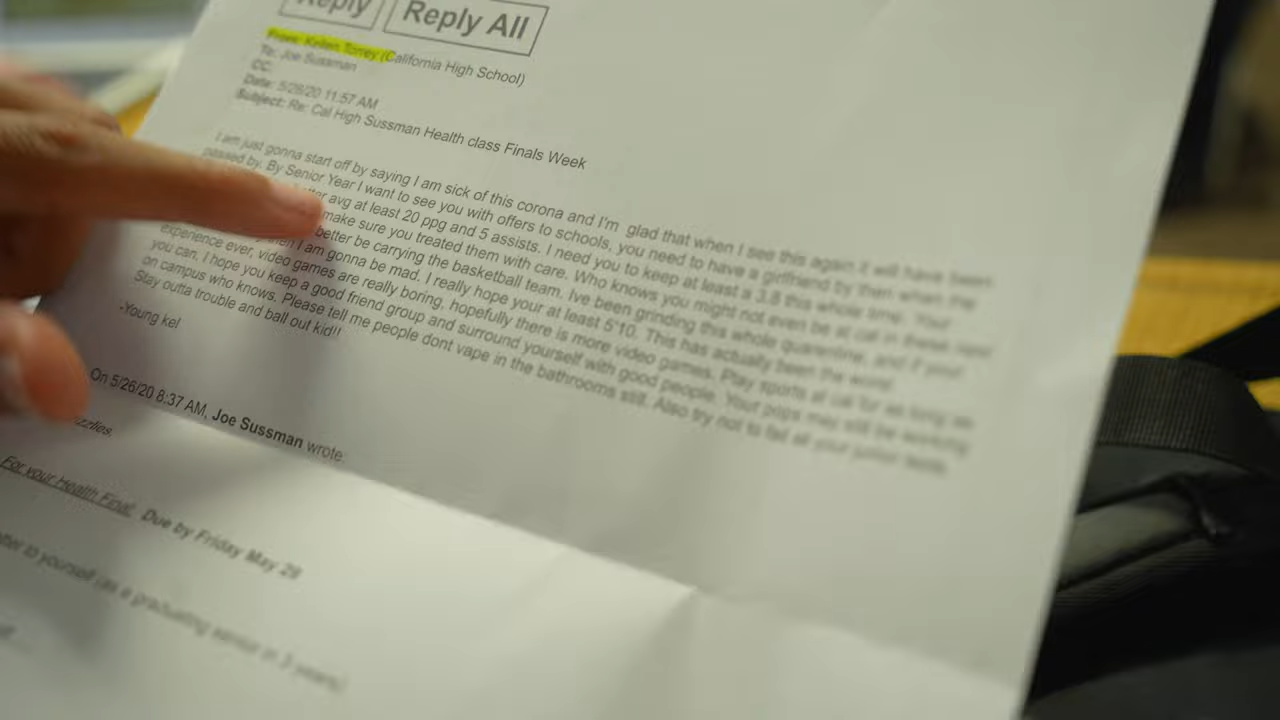 Reply Reply All
From: Kellen Torrey (California High School)
To: Joe Sussman
CC:
Date: 5/28/20 11:57 AM
Subject: Re: Cal High Sussman Health class Finals Week
I am just gonna start off by saying I am sick of this corona and I'm glad that when I see this again it will have been
passed by. By Senior Year I want to see you with offers to schools, you need to have a girlfriend by then
avg at least 20 ppg and 5 assists. I need you to keep at least a 3.8 this whole time. Your
make sure you treated them with care. Who knows you might not even be at cal in these next
better be carrying the basketball team. Ive been grinding this whole quarantine, and if your
I am gonna be mad. I really hope your at least 5'10. This has actually been the worst
experience ever, video games are really boring, hopefully there is more video games. Play sports at cal for as long as
you can, I hope you keep a good friend group and surround yourself with good people. Your pops may still be working
on campus who knows. Please tell me people dont vape in the bathrooms still. Also try not to fail all your junior tests.
Stay outta trouble and ball out kid!!
-Young kel
On 5/26/20 8:37 AM, Joe Sussman wrote:
For your Health Final: Due by Friday May 29
to yourself (as a graduating senior in 3 years)